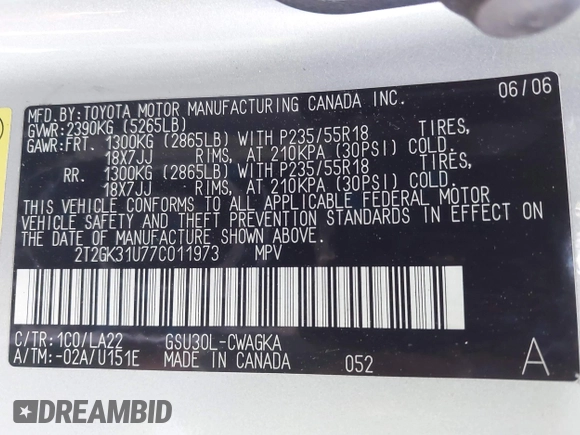 MFD.BY:TOYOTA MOTOR MANUFACTURING CANADA INC. 06/06
GVWR:2390KG (5265LB)
GAWR:FRT. 1300KG (2865LB) WITH P235/55R18 TIRES,
18X7JJ RIMS, AT 210KPA (30PSI) COLD.
RR. 1300KG (2865LB) WITH P235/55R18 TIRES,
18X7JJ RIMS, AT 210KPA (30PSI) COLD.
THIS VEHICLE CONFORMS TO ALL APPLICABLE FEDERAL MOTOR
VEHICLE SAFETY AND THEFT PREVENTION STANDARDS IN EFFECT ON
THE DATE OF MANUFACTURE SHOWN ABOVE.
2T2GK31U77C011973 MPV
C/TR:1C0/LA22 GSU30L-CWAGKA
A/TM:-02A/U151E MADE IN CANADA 052 A
DREAMBID